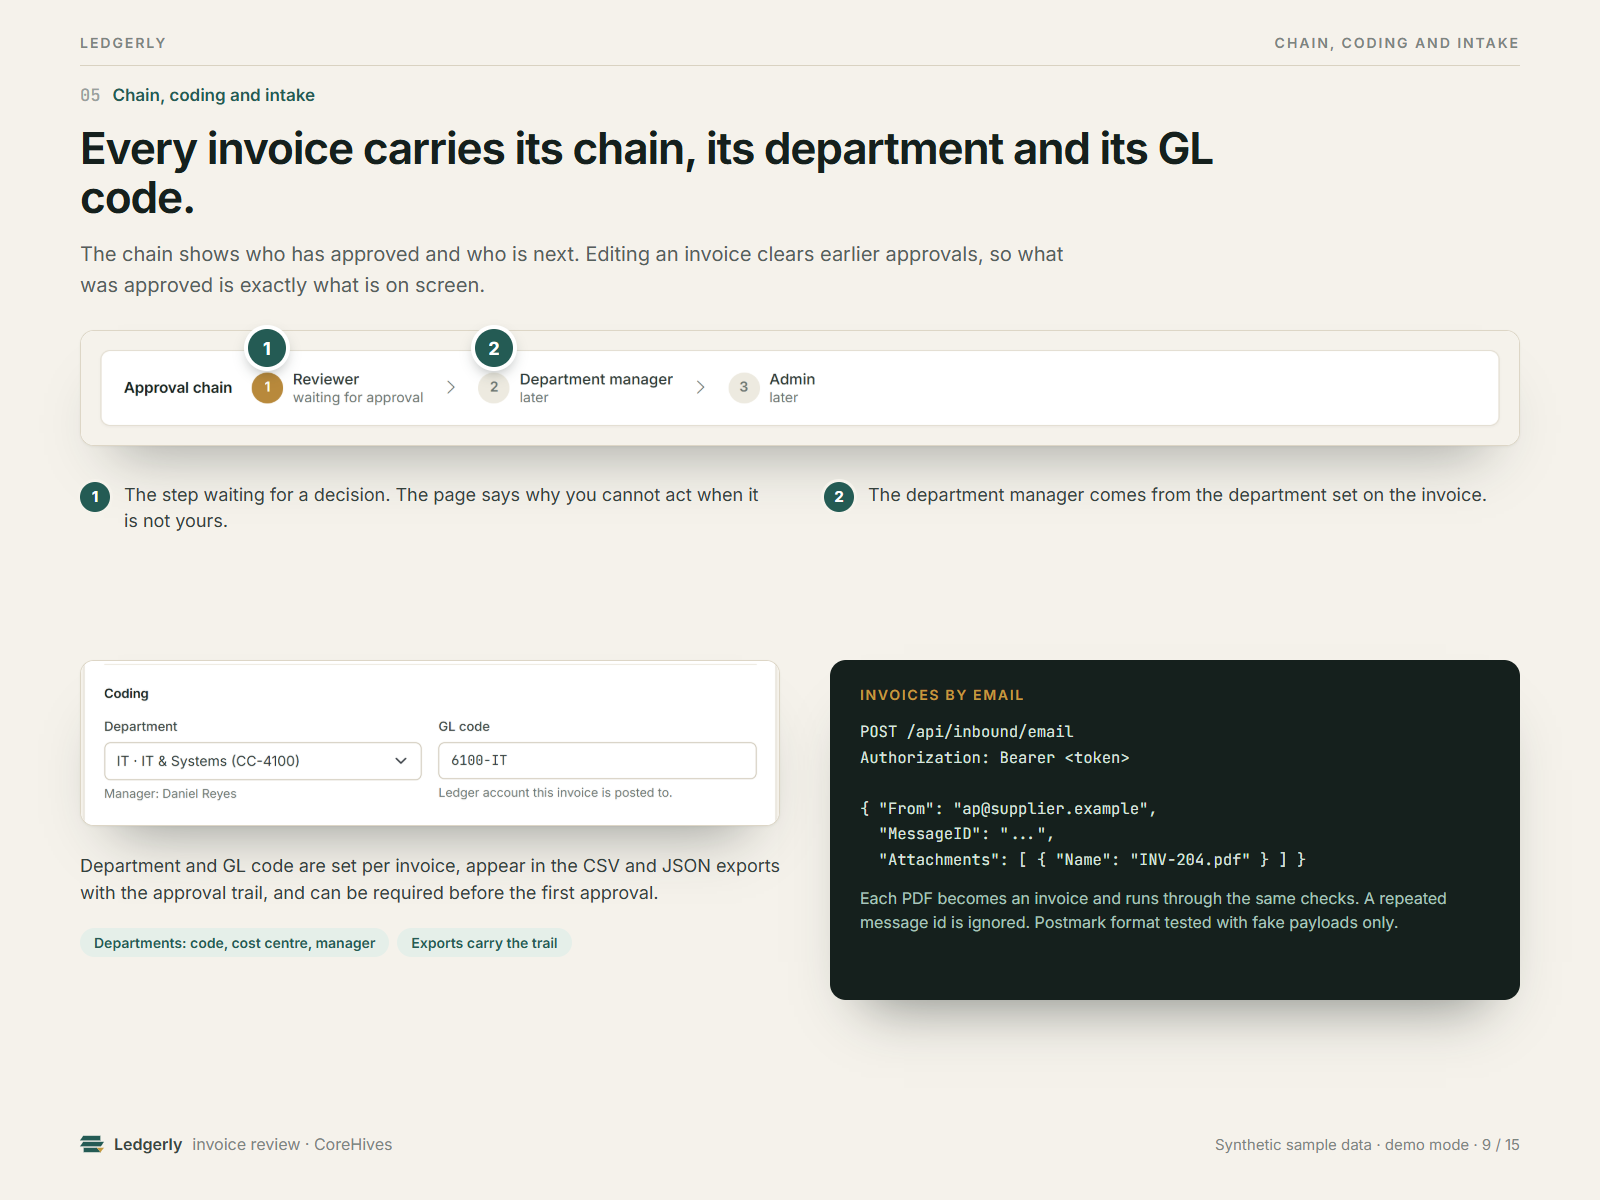 LEDGERLY
CHAIN, CODING AND INTAKE
05 Chain, coding and intake
Every invoice carries its chain, its department and its GL
code.
The chain shows who has approved and who is next. Editing an invoice clears earlier approvals, so what
was approved is exactly what is on screen.
1
2
Approval chain
1
Reviewer
waiting for approval
2
Department manager
later
3
Admin
later
1 The step waiting for a decision. The page says why you cannot act when it
is not yours.
2 The department manager comes from the department set on the invoice.
Coding
Department
IT · IT & Systems (CC-4100)
Manager: Daniel Reyes
GL code
6100-IT
Ledger account this invoice is posted to.
Department and GL code are set per invoice, appear in the CSV and JSON exports
with the approval trail, and can be required before the first approval.
Departments: code, cost centre, manager
Exports carry the trail
INVOICES BY EMAIL
POST /api/inbound/email
Authorization: Bearer <token>
{ "From": "ap@supplier.example",
"MessageID": "...",
"Attachments": [ { "Name": "INV-204.pdf" } ] }
Each PDF becomes an invoice and runs through the same checks. A repeated
message id is ignored. Postmark format tested with fake payloads only.
Ledgerly invoice review · CoreHives
Synthetic sample data · demo mode · 9 / 15